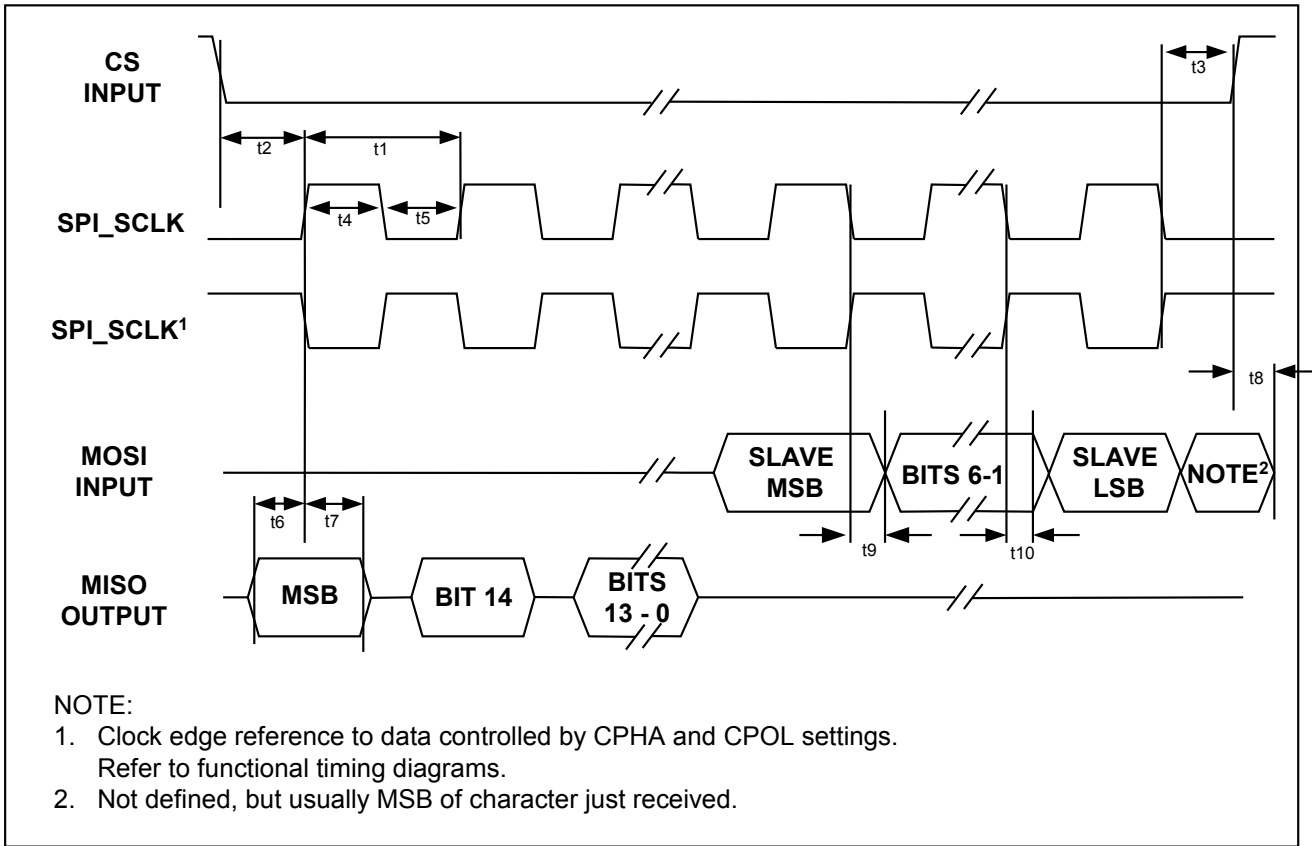 CS
INPUT
t3
t2
t1
SPI_SCLK
t4
t5
SPI_SCLK¹
t8
MOSI
INPUT
SLAVE
MSB
BITS 6-1
SLAVE
LSB
NOTE²
t6
t7
t9
t10
MISO
OUTPUT
MSB
BIT 14
BITS
13 - 0
NOTE:
1. Clock edge reference to data controlled by CPHA and CPOL settings.
Refer to functional timing diagrams.
2. Not defined, but usually MSB of character just received.